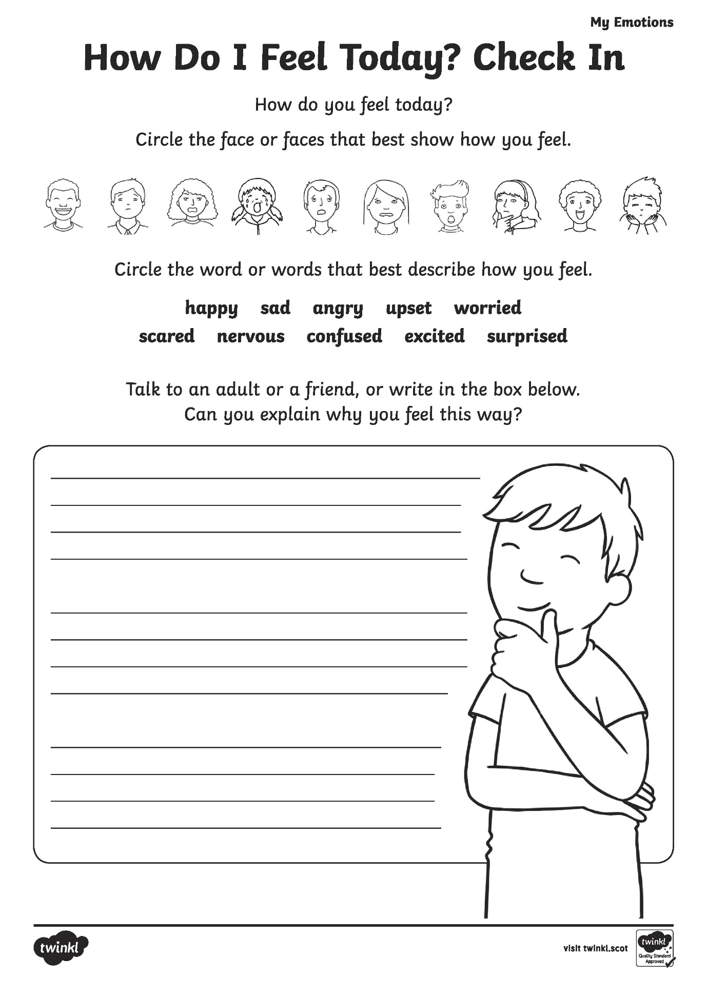 My Emotions
How Do I Feel Today? Check In
How do you feel today?
Circle the face or faces that best show how you feel.
Circle the word or words that best describe how you feel.
happy sad angry upset worried
scared nervous confused excited surprised
Talk to an adult or a friend, or write in the box below.
Can you explain why you feel this way?
twinkl
visit twinkl.scot
twinkl
Quality Standard
Approved